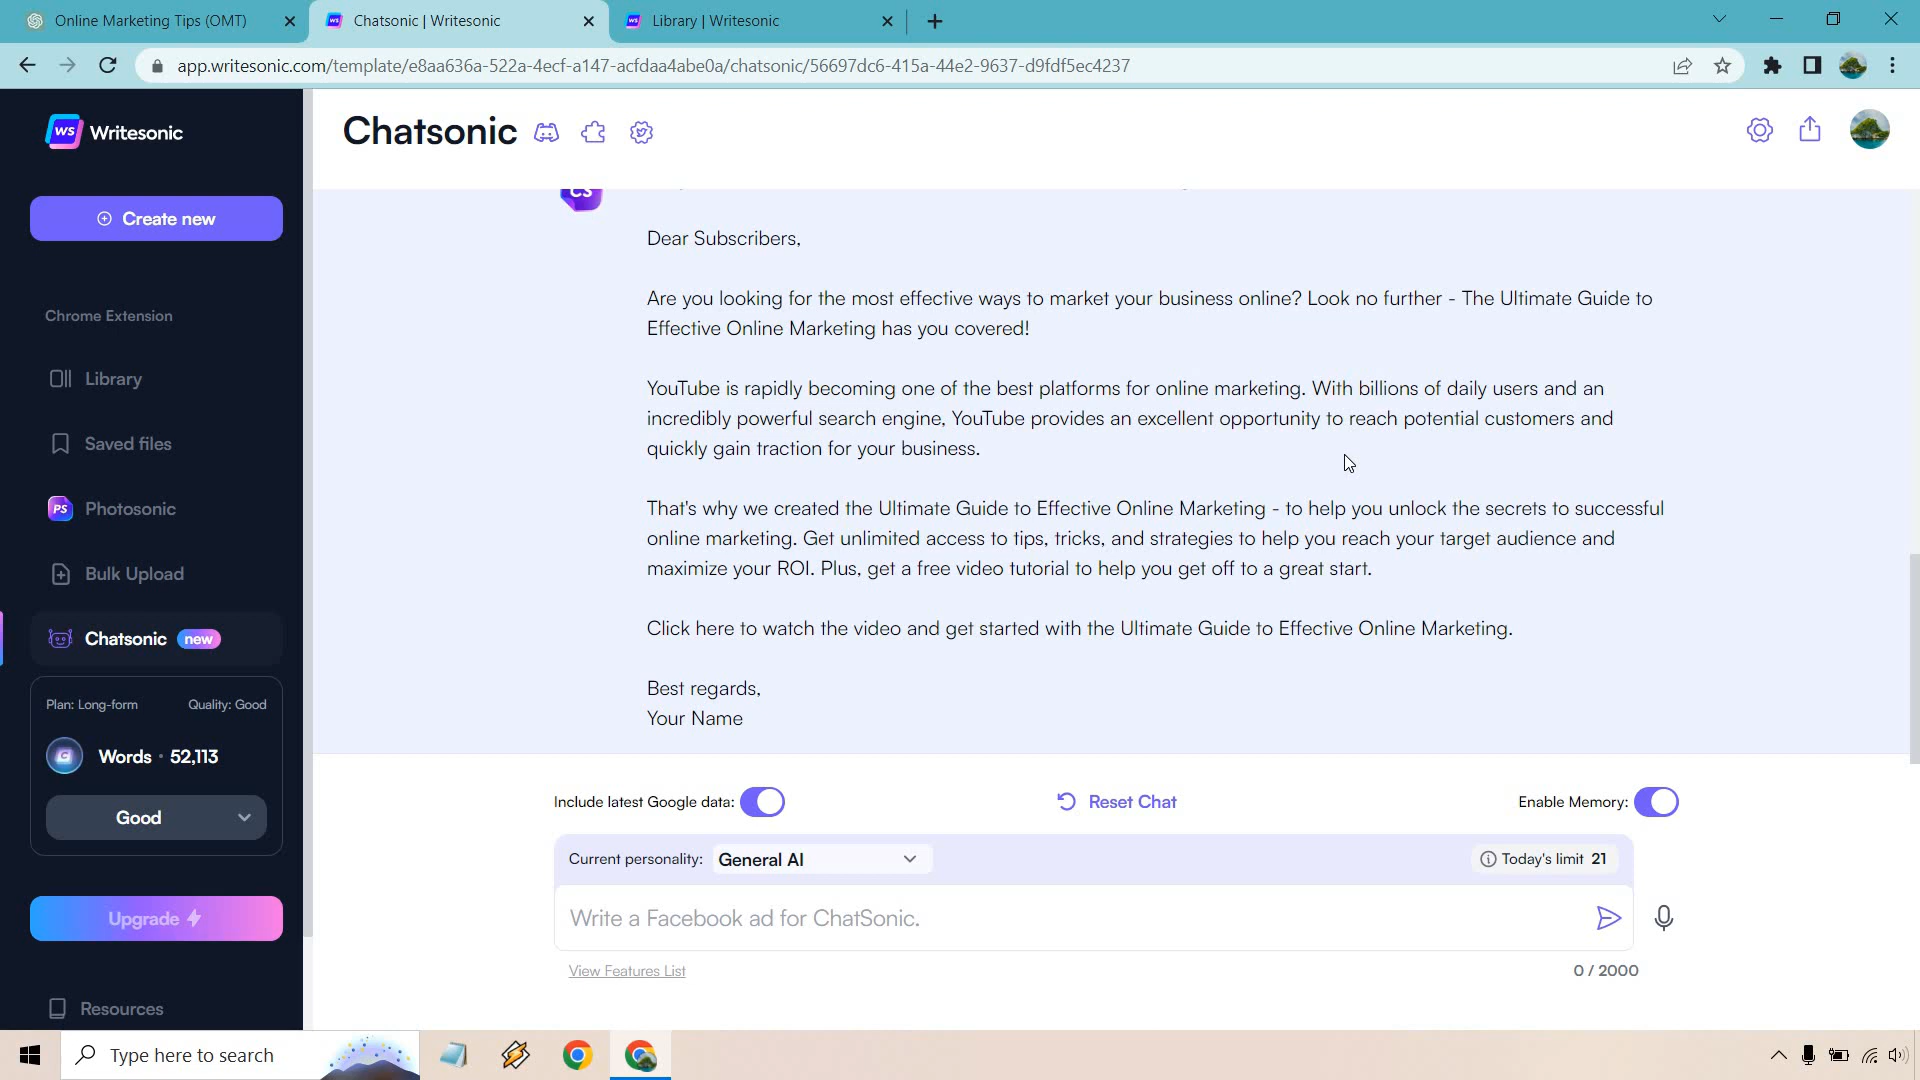 Online Marketing Tips (OMT)
Chatsonic | Writesonic
Library | Writesonic
app.writesonic.com/template/e8aa636a-522a-4ecf-a147-acfdaa4abe0a/chatsonic/56697dc6-415a-44e2-9637-d9fdf5ec4237
WS Writesonic
Create new
Chrome Extension
Library
Saved files
PS Photosonic
Bulk Upload
Chatsonic new
Plan: Long-form Quality: Good
Words · 52,113
Good
Upgrade
Resources
Chatsonic
CS
Dear Subscribers,
Are you looking for the most effective ways to market your business online? Look no further - The Ultimate Guide to
Effective Online Marketing has you covered!
YouTube is rapidly becoming one of the best platforms for online marketing. With billions of daily users and an
incredibly powerful search engine, YouTube provides an excellent opportunity to reach potential customers and
quickly gain traction for your business.
That's why we created the Ultimate Guide to Effective Online Marketing - to help you unlock the secrets to successful
online marketing. Get unlimited access to tips, tricks, and strategies to help you reach your target audience and
maximize your ROI. Plus, get a free video tutorial to help you get off to a great start.
Click here to watch the video and get started with the Ultimate Guide to Effective Online Marketing.
Best regards,
Your Name
Include latest Google data:
Reset Chat
Enable Memory:
Current personality: General AI
Today's limit 21
Write a Facebook ad for ChatSonic.
View Features List
0 / 2000
Type here to search